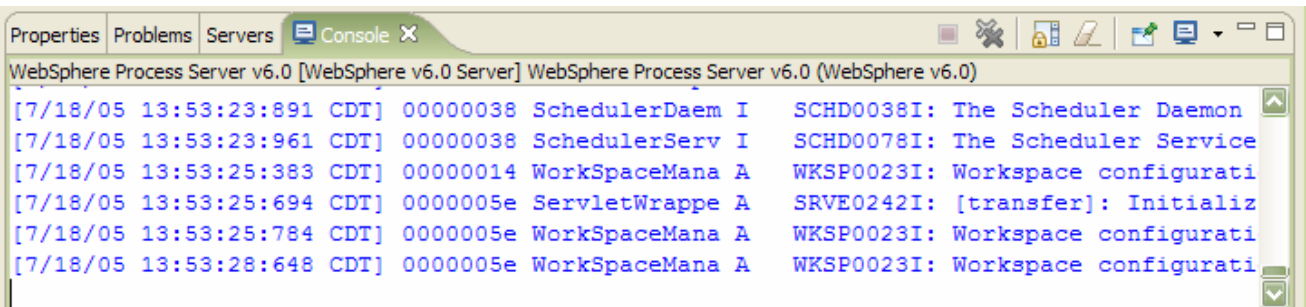 Properties Problems Servers Console
WebSphere Process Server v6.0 [WebSphere v6.0 Server] WebSphere Process Server v6.0 (WebSphere v6.0)
[7/18/05 13:53:23:891 CDT] 00000038 SchedulerDaem I SCHD0038I: The Scheduler Daemon
[7/18/05 13:53:23:961 CDT] 00000038 SchedulerServ I SCHD0078I: The Scheduler Service
[7/18/05 13:53:25:383 CDT] 00000014 WorkSpaceMana A WKSP0023I: Workspace configurati
[7/18/05 13:53:25:694 CDT] 0000005e ServletWrappe A SRVE0242I: [transfer]: Initializ
[7/18/05 13:53:25:784 CDT] 0000005e WorkSpaceMana A WKSP0023I: Workspace configurati
[7/18/05 13:53:28:648 CDT] 0000005e WorkSpaceMana A WKSP0023I: Workspace configurati